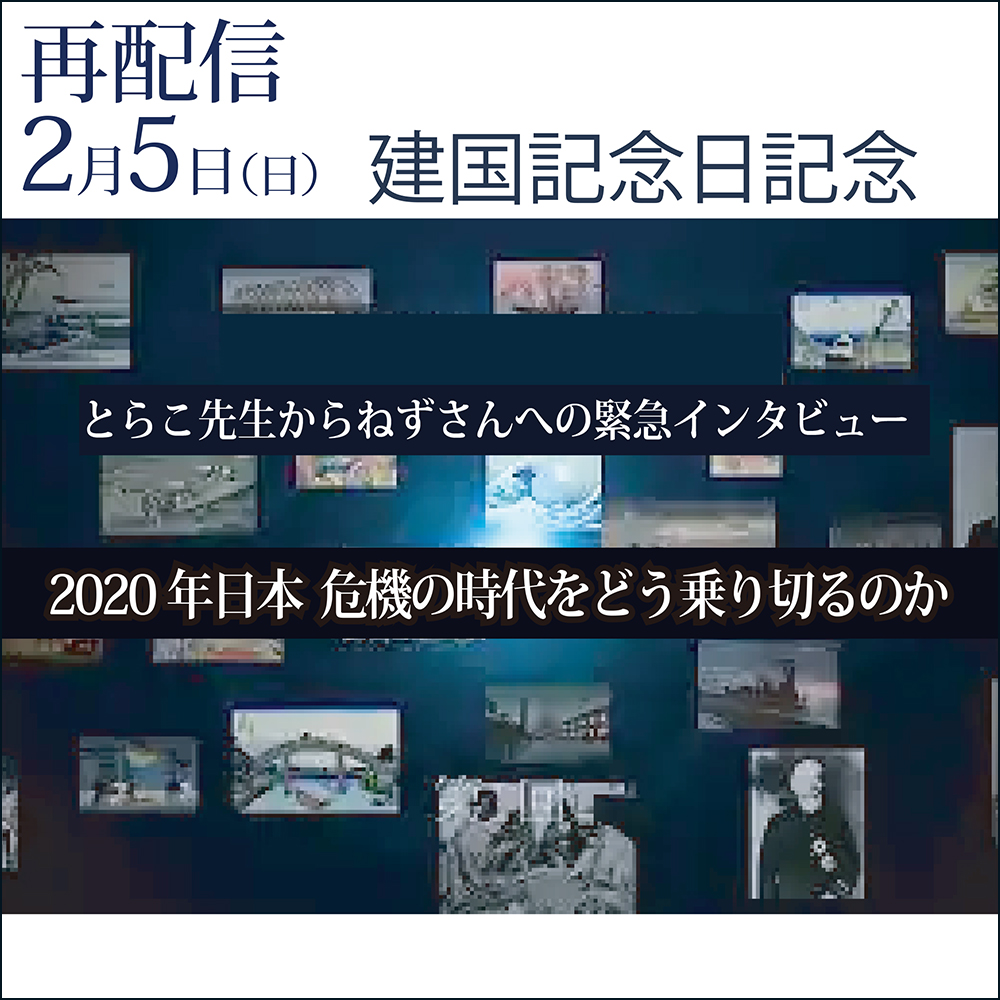 再配信
2月5日(日) 建国記念日記念
とらこ先生からねずさんへの緊急インタビュー
2020年日本 危機の時代をどう乗り切るのか